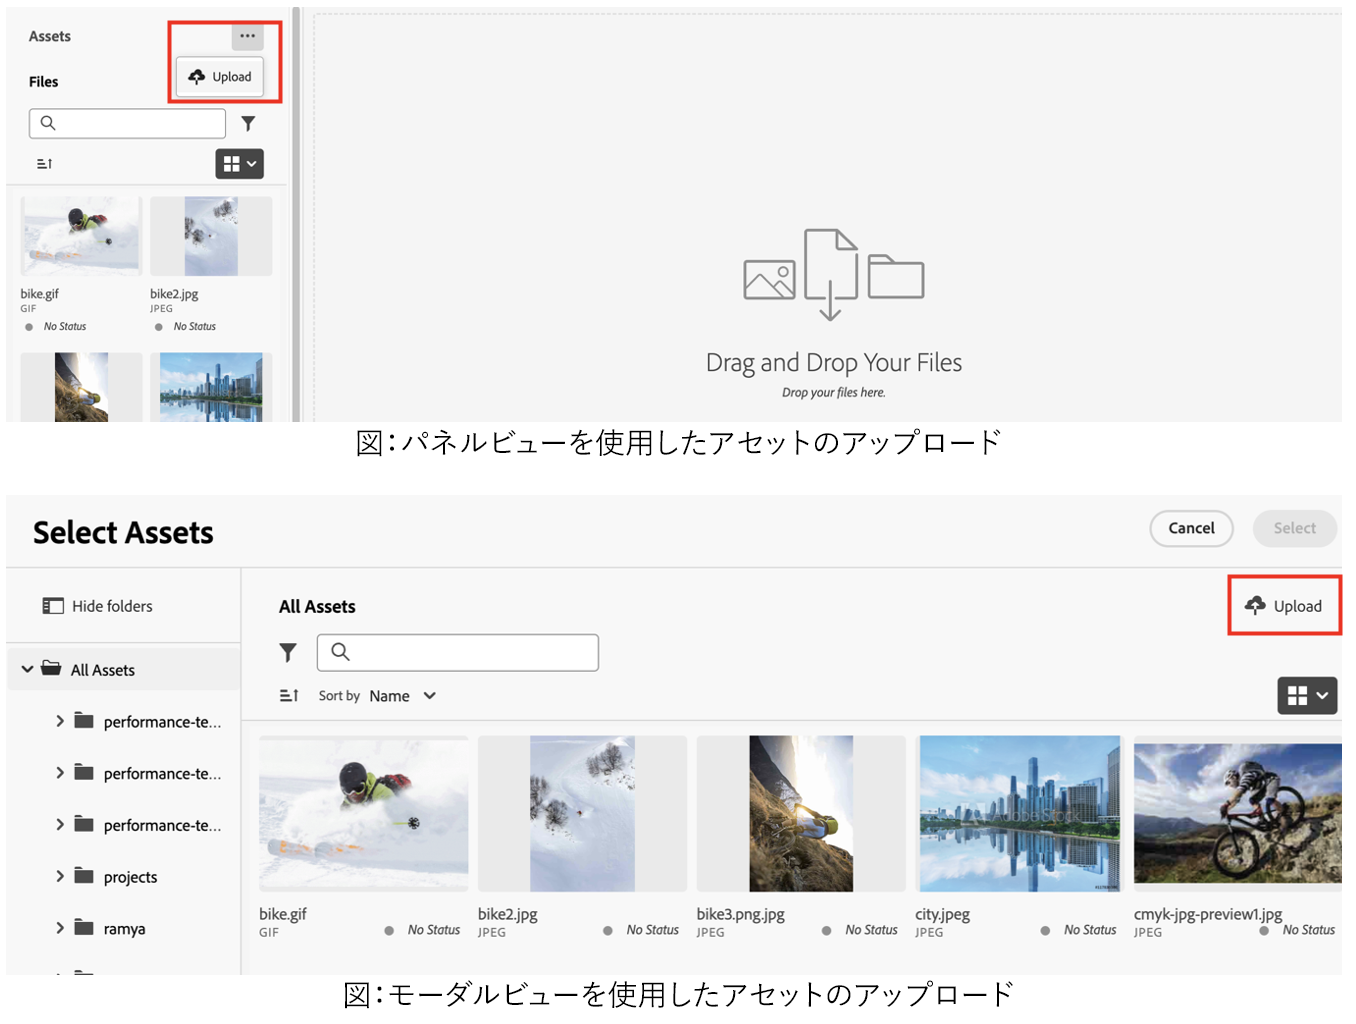 Assets
Upload
Files
bike.gif
GIF
No Status
bike2.jpg
JPEG
No Status
Drag and Drop Your Files
Drop your files here.
図：パネルビューを使用したアセットのアップロード
Select Assets
Cancel
Select
Hide folders
All Assets
performance-te...
performance-te...
performance-te...
projects
ramya
All Assets
Upload
Sort by Name
Adobe Stock
bike.gif
GIF
No Status
bike2.jpg
JPEG
No Status
bike3.png.jpg
JPEG
No Status
city.jpeg
JPEG
No Status
cmyk-jpg-preview1.jpg
JPEG
No Status
図：モーダルビューを使用したアセットのアップロード